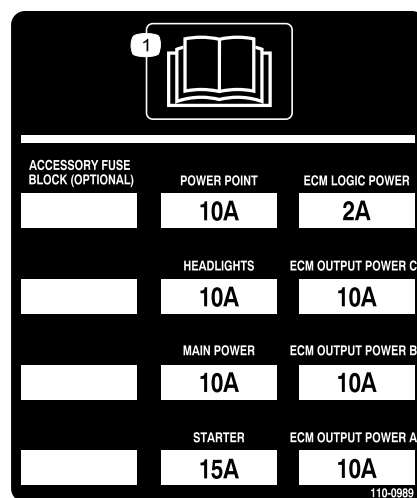 1
ACCESSORY FUSE
BLOCK (OPTIONAL)
POWER POINT
ECM LOGIC POWER
10A
2A
HEADLIGHTS
ECM OUTPUT POWER C
10A
10A
MAIN POWER
ECM OUTPUT POWER B
10A
10A
STARTER
ECM OUTPUT POWER A
15A
10A
110-0989